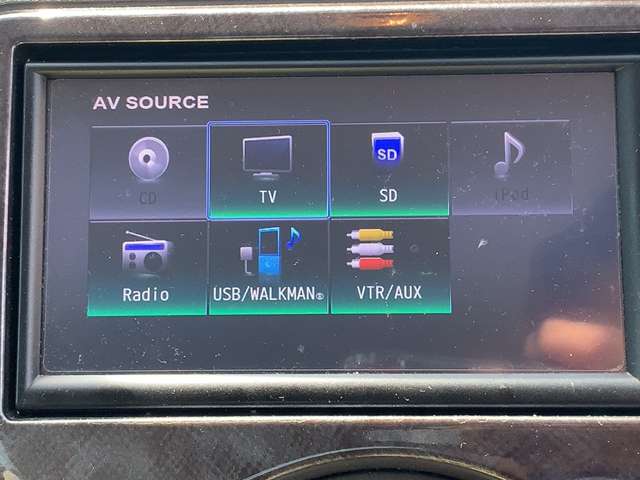 AV SOURCE
CD
TV
SD
SD
iPod
Radio
USB/WALKMAN®
VTR/AUX